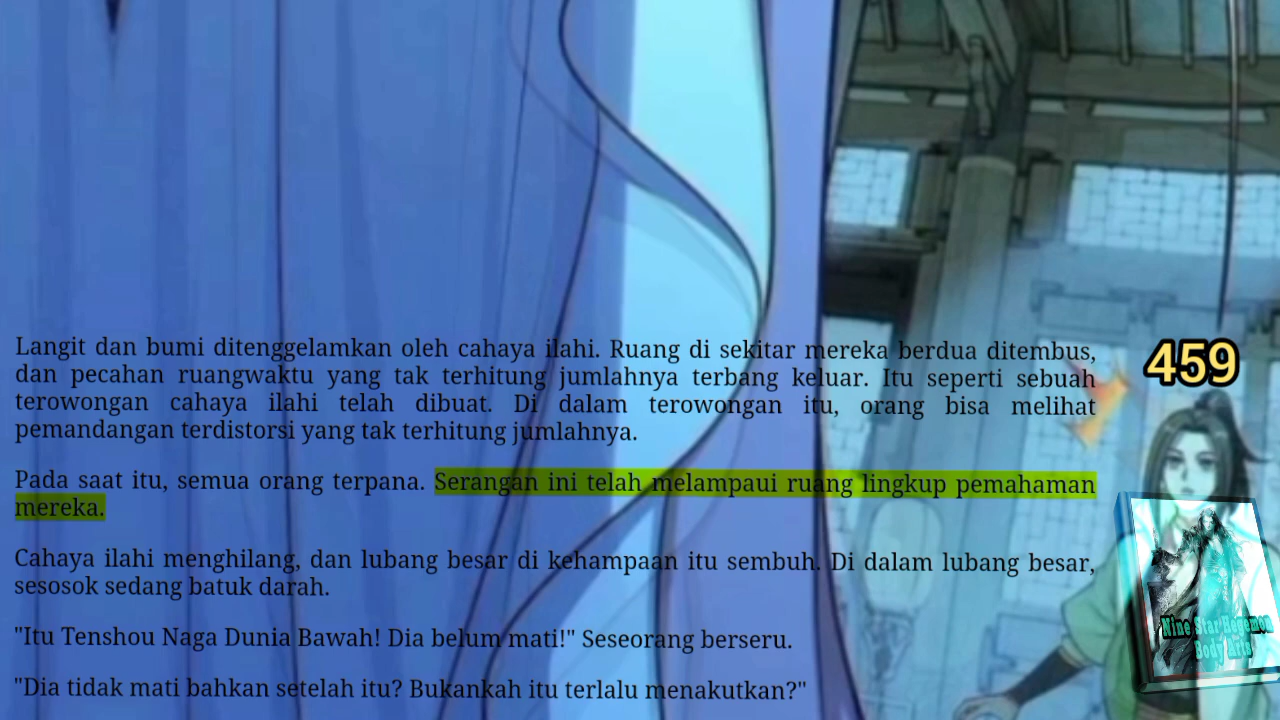 Langit dan bumi ditenggelamkan oleh cahaya ilahi. Ruang di sekitar mereka berdua ditembus,
dan pecahan ruangwaktu yang tak terhitung jumlahnya terbang keluar. Itu seperti sebuah
terowongan cahaya ilahi telah dibuat. Di dalam terowongan itu, orang bisa melihat
pemandangan terdistorsi yang tak terhitung jumlahnya.
Pada saat itu, semua orang terpana. Serangan ini telah melampaui ruang lingkup pemahaman
mereka.
Cahaya ilahi menghilang, dan lubang besar di kehampaan itu sembuh. Di dalam lubang besar,
sesosok sedang batuk darah.
"Itu Tenshou Naga Dunia Bawah! Dia belum mati!" Seseorang berseru.
"Dia tidak mati bahkan setelah itu? Bukankah itu terlalu menakutkan?"
459
Nine Star Hegemon
Body Arts